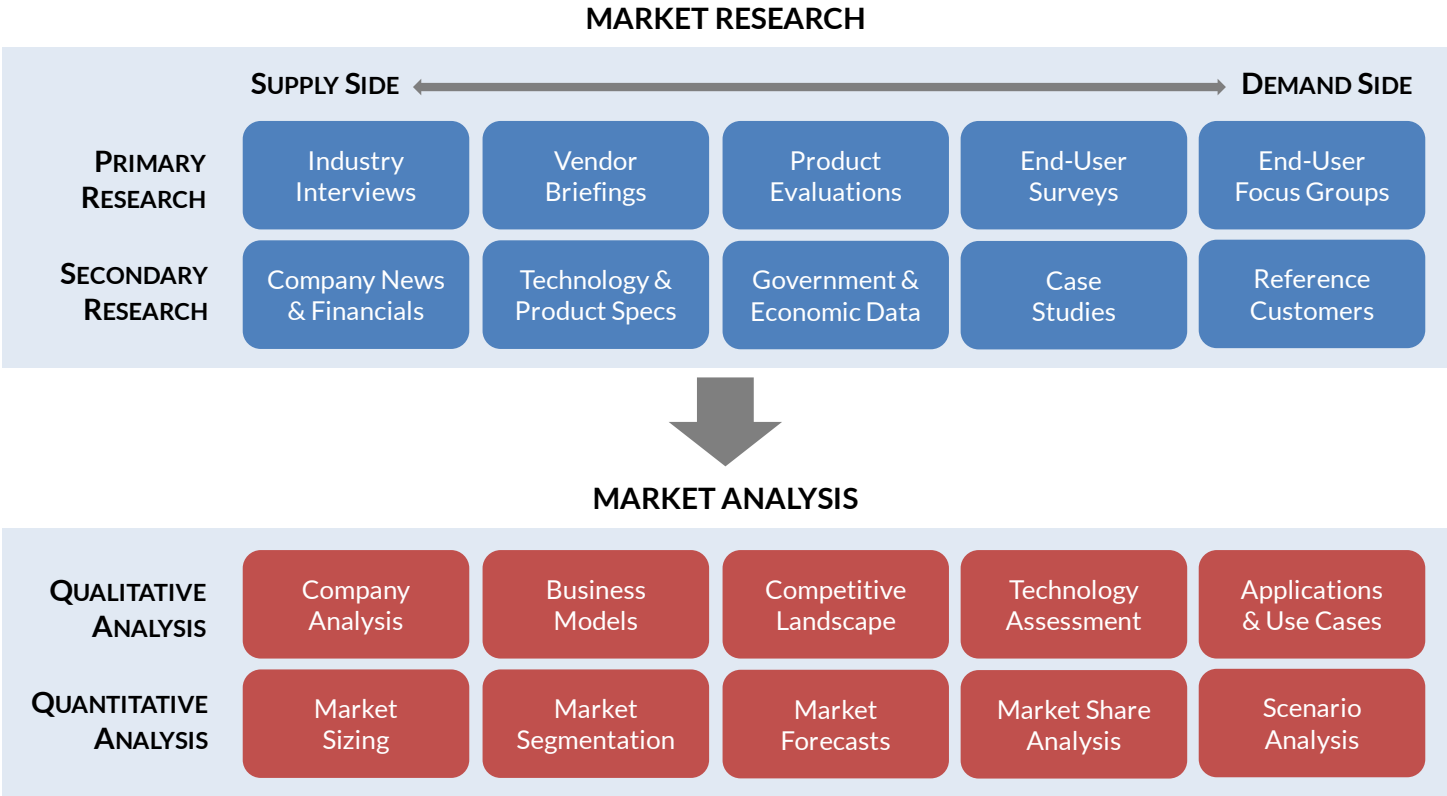 MARKET RESEARCH
SUPPLY SIDE
DEMAND SIDE
PRIMARY
RESEARCH
Industry
Interviews
Vendor
Briefings
Product
Evaluations
End-User
Surveys
End-User
Focus Groups
SECONDARY
RESEARCH
Company News
& Financials
Technology &
Product Specs
Government &
Economic Data
Case
Studies
Reference
Customers
MARKET ANALYSIS
QUALITATIVE
ANALYSIS
Company
Analysis
Business
Models
Competitive
Landscape
Technology
Assessment
Applications
& Use Cases
QUANTITATIVE
ANALYSIS
Market
Sizing
Market
Segmentation
Market
Forecasts
Market Share
Analysis
Scenario
Analysis